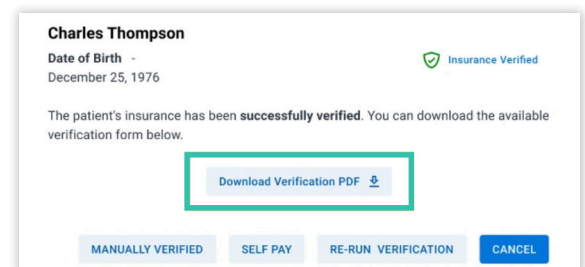 Charles Thompson
Date of Birth -
Insurance Verified
December 25, 1976
The patient's insurance has been successfully verified. You can download the available
verification form below.
Download Verification PDF
MANUALLY VERIFIED SELF PAY RE-RUN VERIFICATION CANCEL